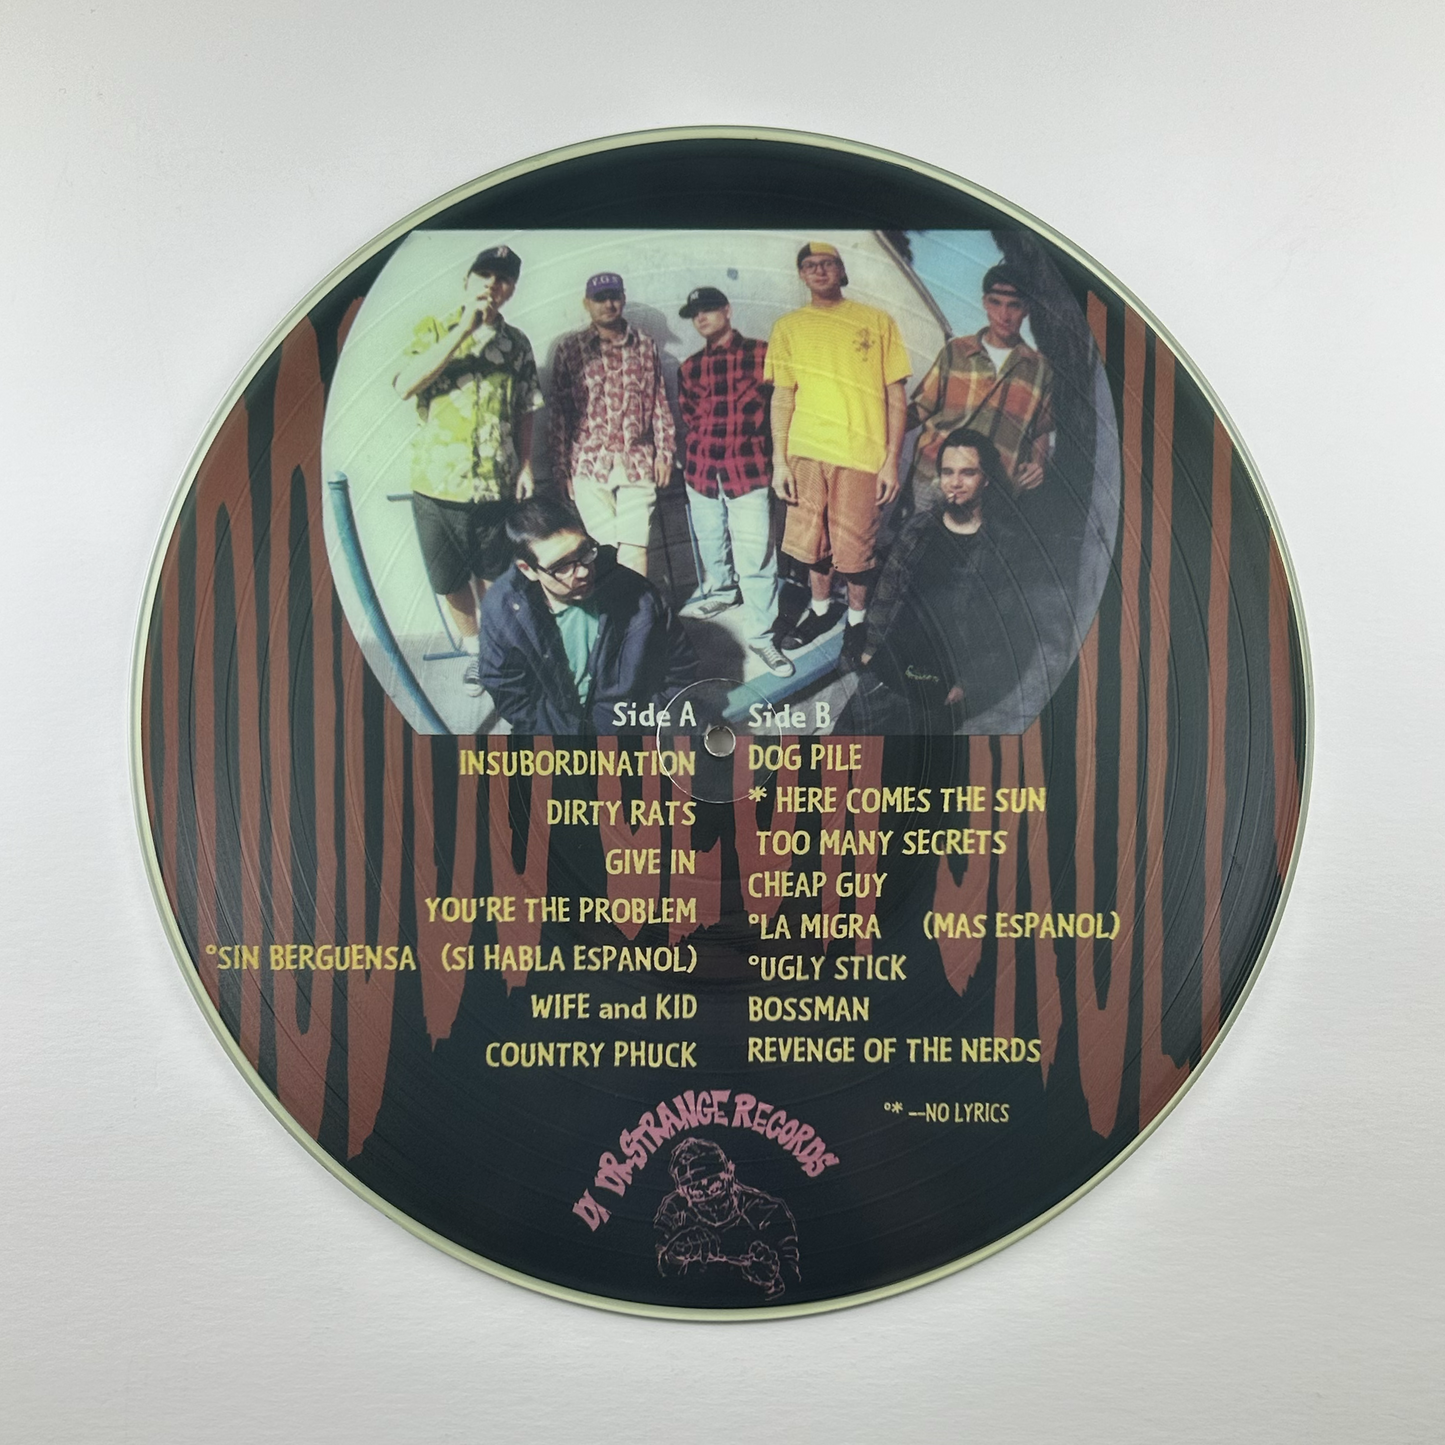 V.O.S
Side A
INSUBORDINATION
DIRTY RATS
GIVE IN
YOU'RE THE PROBLEM
°SIN BERGUENSA (SI HABLA ESPANOL)
WIFE and KID
COUNTRY PHUCK
Side B
DOG PILE
* HERE COMES THE SUN
TOO MANY SECRETS
CHEAP GUY
°LA MIGRA (MAS ESPANOL)
°UGLY STICK
BOSSMAN
REVENGE OF THE NERDS
°* —NO LYRICS
DR. STRANGE RECORDS